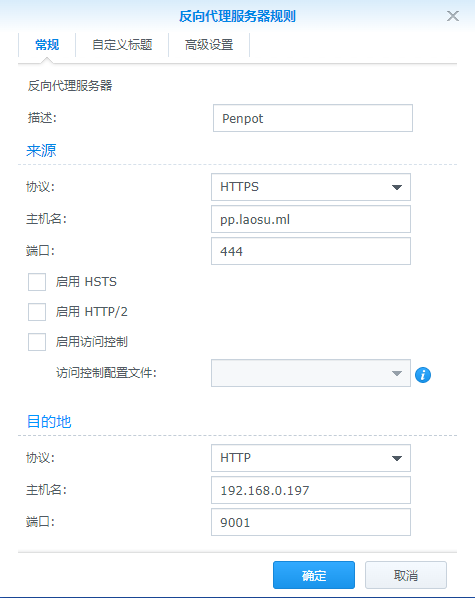 反向代理服务器规则
常规 自定义标题 高级设置
反向代理服务器
描述: Penpot
来源
协议: HTTPS
主机名: pp.laosu.ml
端口: 444
启用 HSTS
启用 HTTP/2
启用访问控制
访问控制配置文件:
目的地
协议: HTTP
主机名: 192.168.0.197
端口: 9001
确定 取消